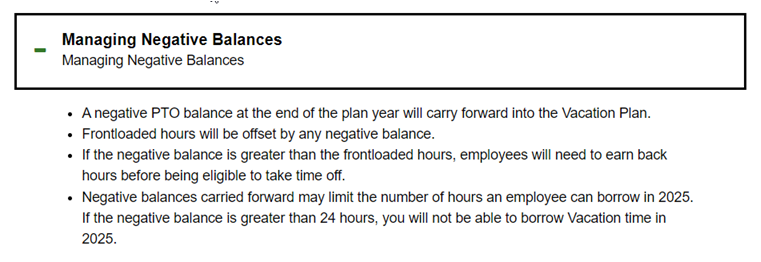 Managing Negative Balances
Managing Negative Balances
• A negative PTO balance at the end of the plan year will carry forward into the Vacation Plan.
• Frontloaded hours will be offset by any negative balance.
• If the negative balance is greater than the frontloaded hours, employees will need to earn back
hours before being eligible to take time off.
• Negative balances carried forward may limit the number of hours an employee can borrow in 2025.
If the negative balance is greater than 24 hours, you will not be able to borrow Vacation time in
2025.